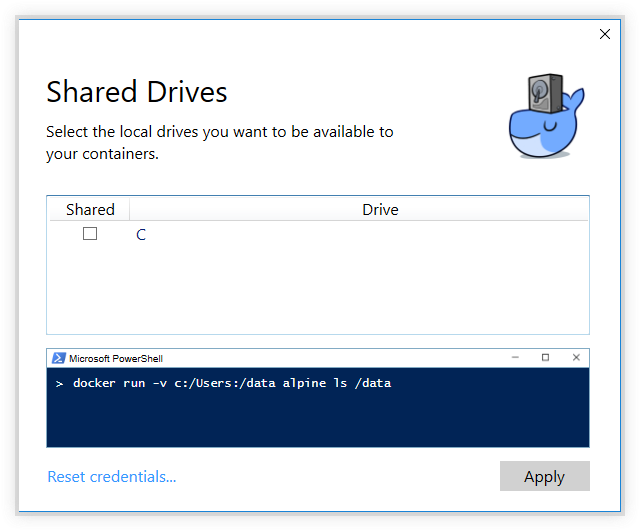 Shared Drives
Select the local drives you want to be available to
your containers.
Shared Drive
C
Microsoft PowerShell
> docker run -v c:/Users:/data alpine ls /data
Reset credentials...
Apply